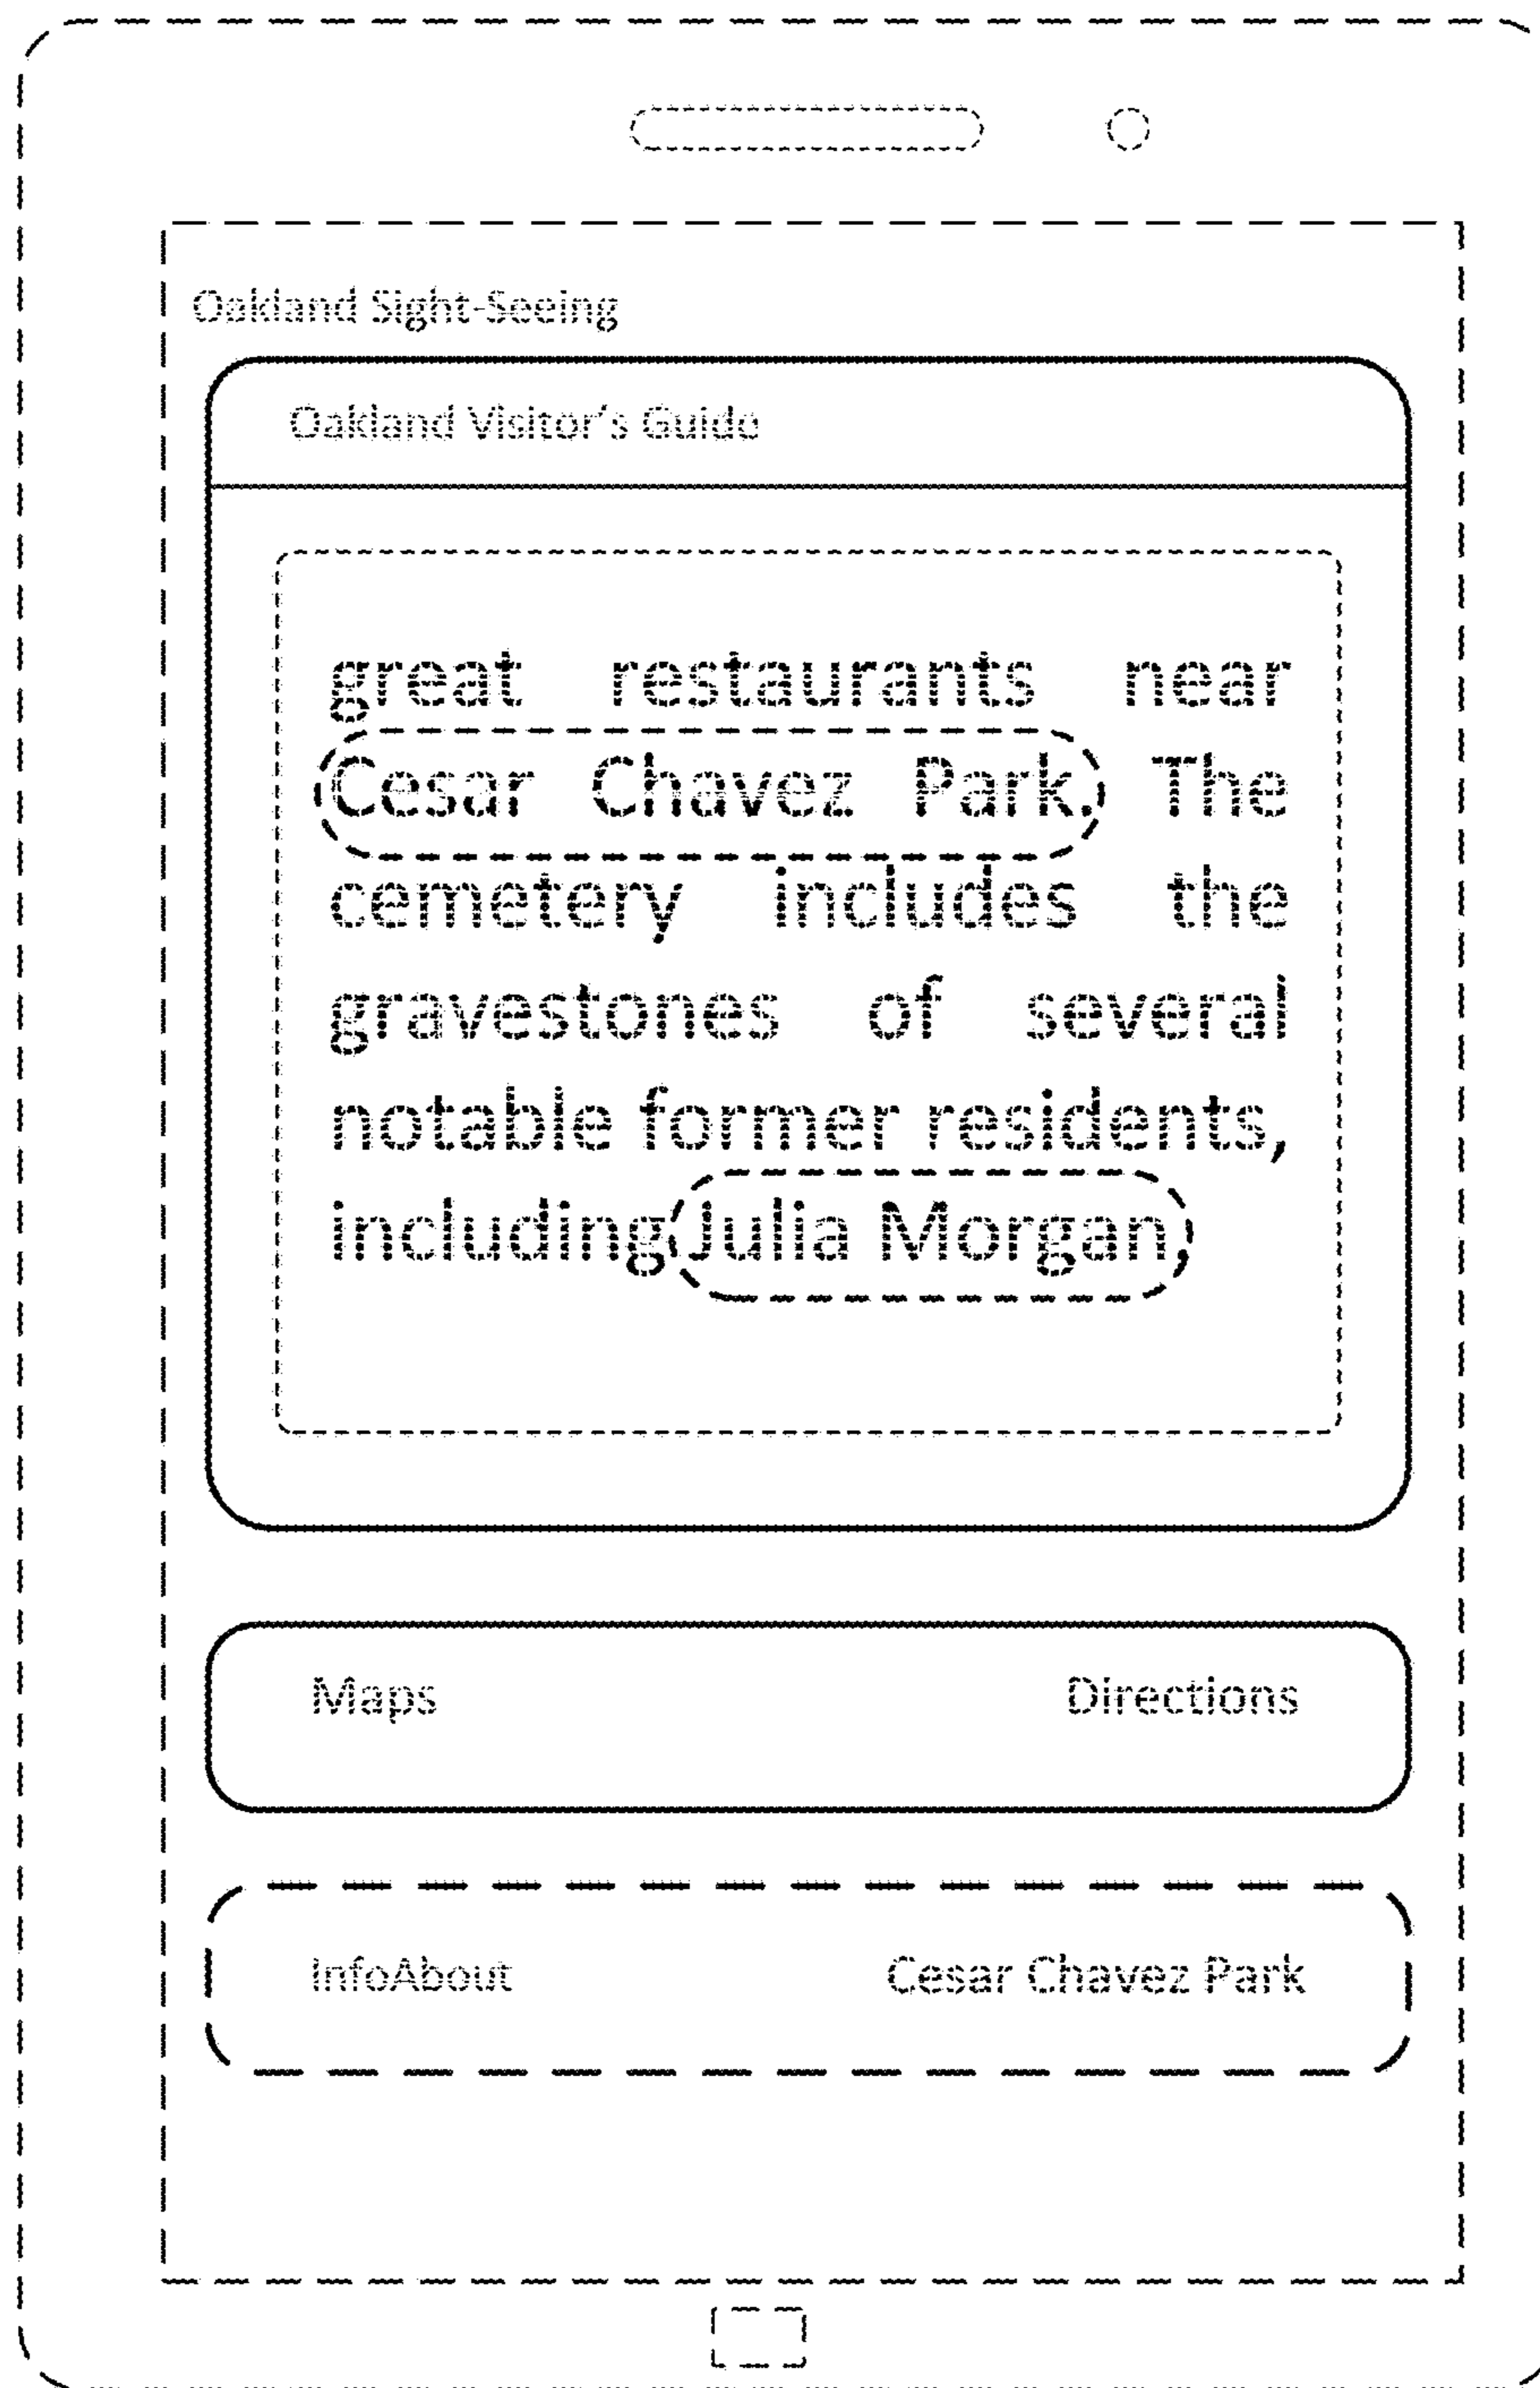 Oakland Sight-Seeing
Oakland Visitor's Guide
great restaurants near
Cesar Chavez Park. The
cemetery includes the
gravestones of several
notable former residents,
including Julia Morgan,
Maps Directions
InfoAbout Cesar Chavez Park